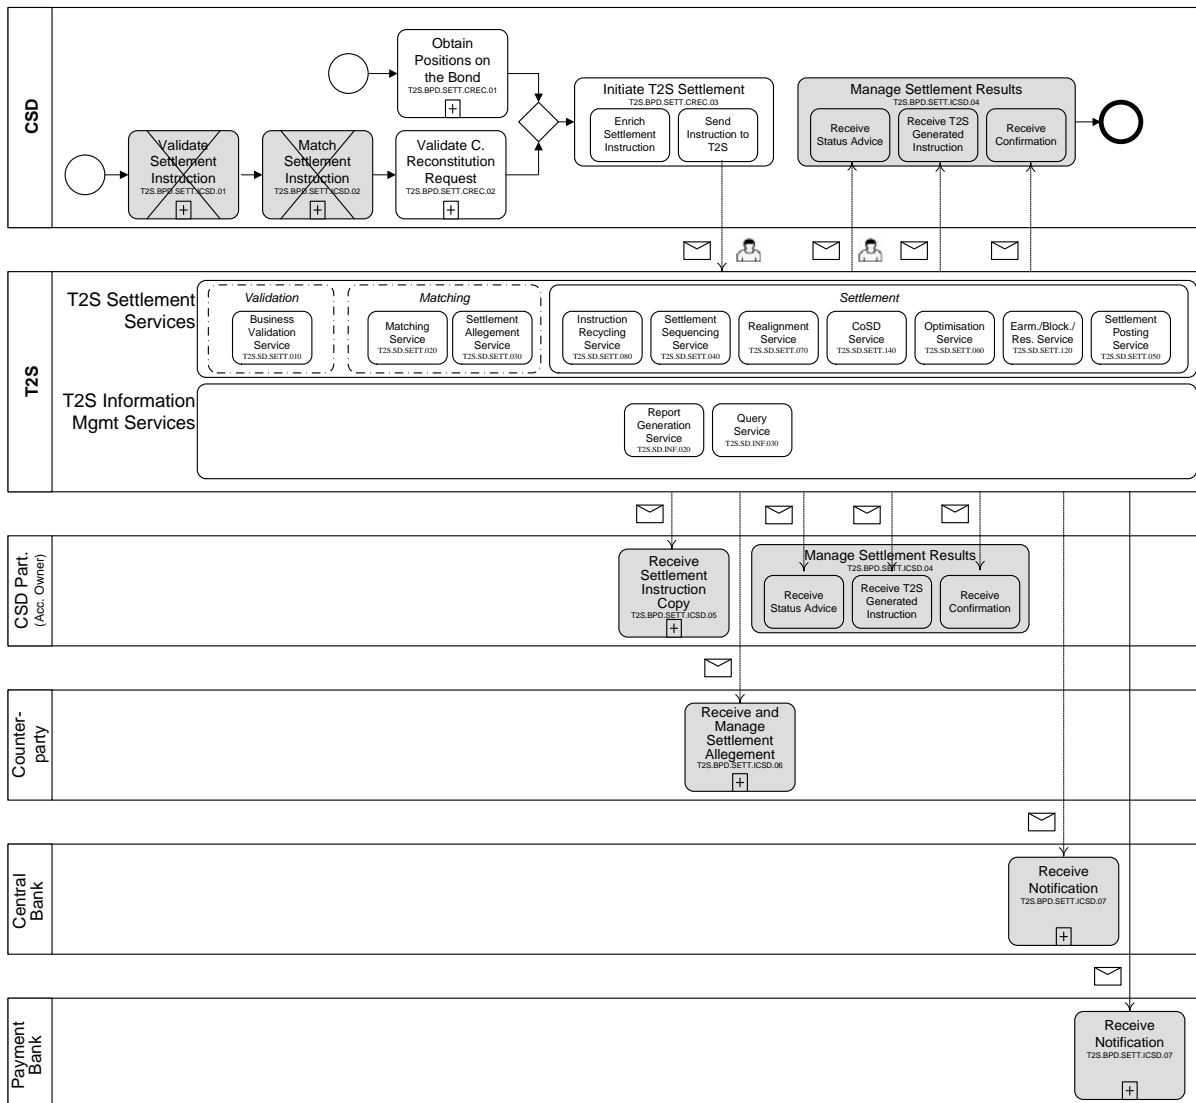 CSD
Obtain
Positions on
the Bond
T2S.BPD.SETT.CREC.01
Validate
Settlement
Instruction
T2S.BPD.SETT.ICSD.01
Match
Settlement
Instruction
T2S.BPD.SETT.ICSD.02
Validate C.
Reconstitution
Request
T2S.BPD.SETT.CREC.02
Initiate T2S Settlement
T2S.BPD.SETT.CREC.03
Enrich
Settlement
Instruction
Send
Instruction to
T2S
Manage Settlement Results
T2S.BPD.SETT.ICSD.04
Receive
Status Advice
Receive T2S
Generated
Instruction
Receive
Confirmation
T2S
T2S Settlement
Services
Validation
Business
Validation
Service
T2S.SD.SETT.010
Matching
Matching
Service
T2S.SD.SETT.020
Settlement
Allegement
Service
T2S.SD.SETT.030
Settlement
Instruction
Recycling
Service
T2S.SD.SETT.080
Settlement
Sequencing
Service
T2S.SD.SETT.040
Realignment
Service
T2S.SD.SETT.070
CoSD
Service
T2S.SD.SETT.140
Optimisation
Service
T2S.SD.SETT.060
Earm./Block./
Res. Service
T2S.SD.SETT.120
Settlement
Posting
Service
T2S.SD.SETT.050
T2S Information
Mgmt Services
Report
Generation
Service
T2S.SD.INF.020
Query
Service
T2S.SD.INF.030
CSD Part.
(Acc. Owner)
Receive
Settlement
Instruction
Copy
T2S.BPD.SETT.ICSD.05
Manage Settlement Results
T2S.BPD.SETT.ICSD.04
Receive
Status Advice
Receive T2S
Generated
Instruction
Receive
Confirmation
Counter-
party
Receive and
Manage
Settlement
Allegement
T2S.BPD.SETT.ICSD.06
Central
Bank
Receive
Notification
T2S.BPD.SETT.ICSD.07
Payment
Bank
Receive
Notification
T2S.BPD.SETT.ICSD.07